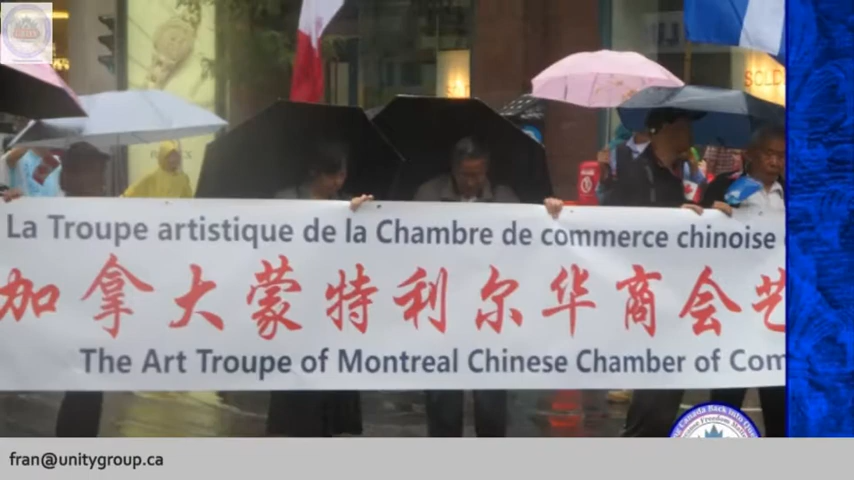 SOLD
La Troupe artistique de la Chambre de commerce chinoise
加拿大蒙特利尔华商会艺
The Art Troupe of Montreal Chinese Chamber of Com
fran@unitygroup.ca